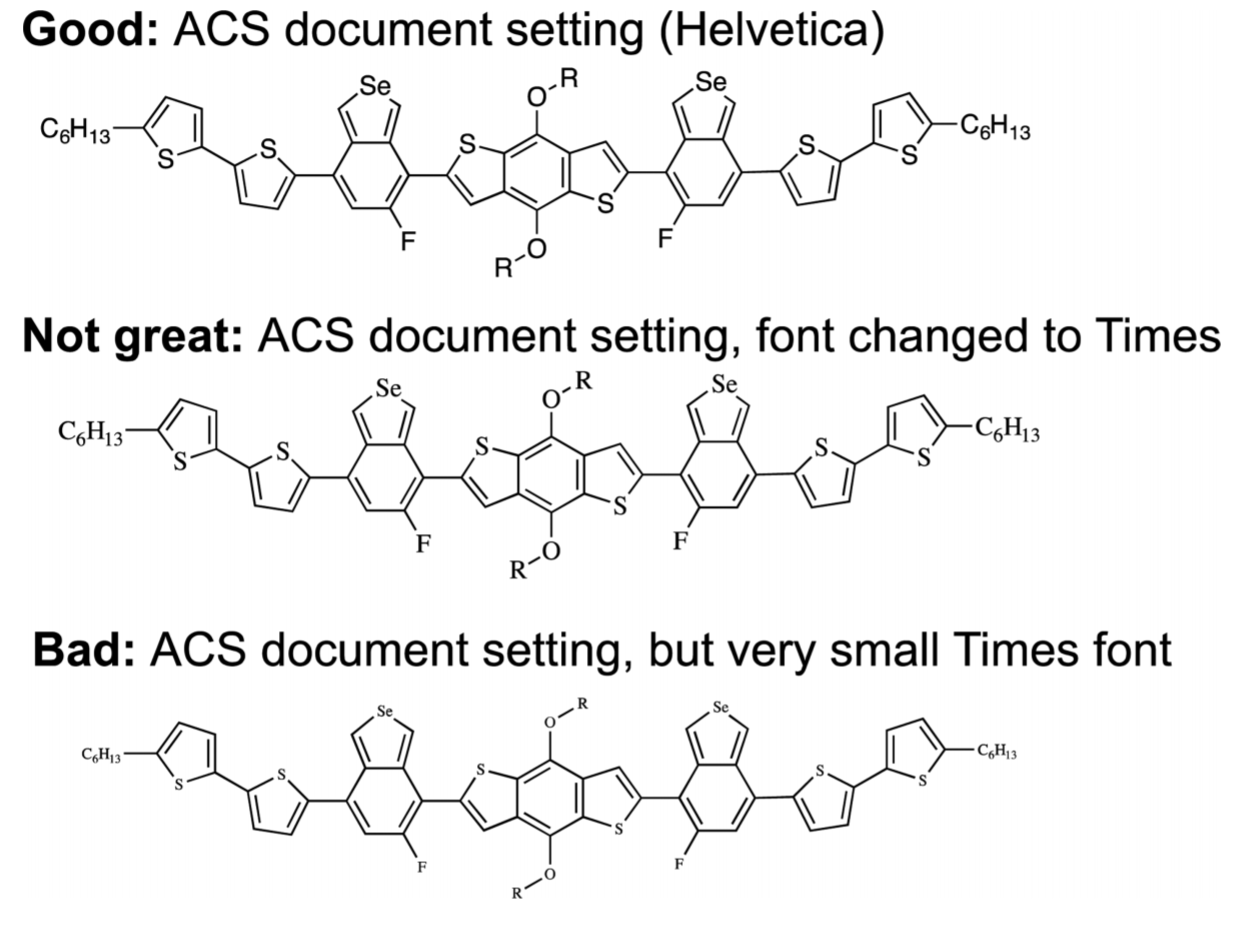 Good: ACS document setting (Helvetica)
R
Se O Se
C6H13 S S C6H13
S S S S
F O F
R
Not great: ACS document setting, font changed to Times
R
Se O Se
C6H13 S S S C6H13
S S S
F O F
R
Bad: ACS document setting, but very small Times font
R
Se O Se
C6H13 S S S C6H13
S S S
F O F
R